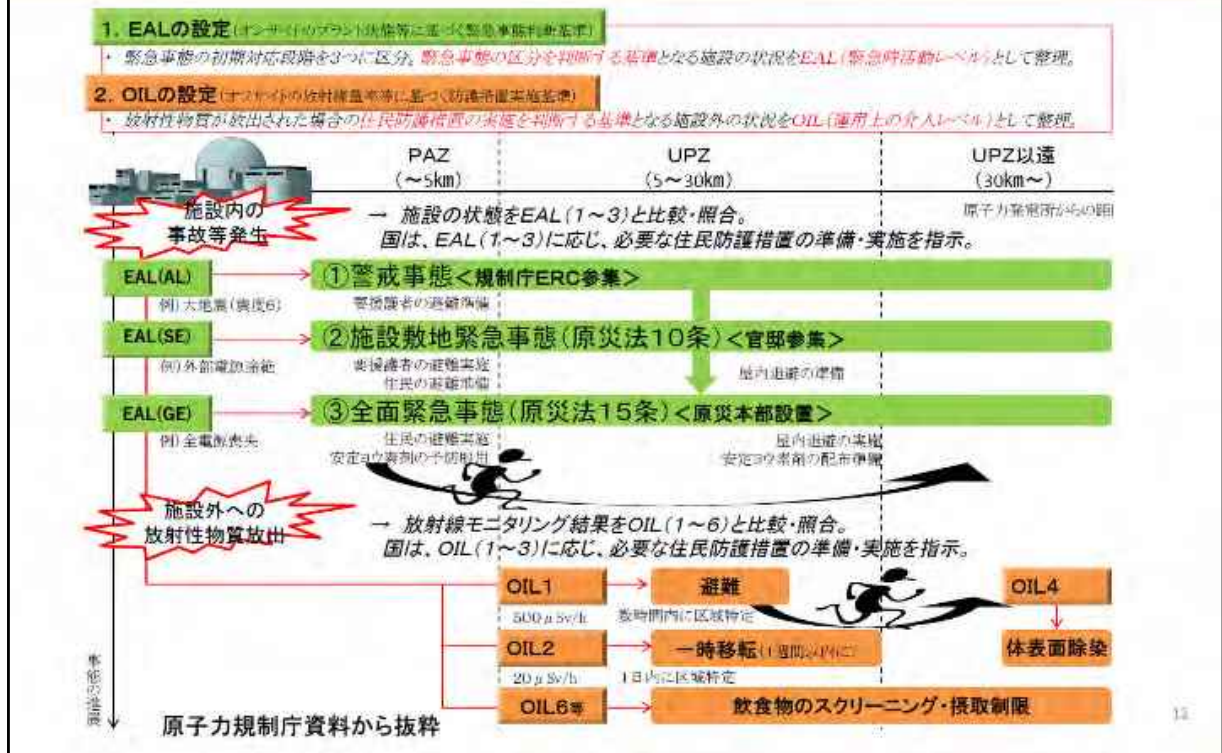 1. EALの設定(オンサイトのプラント状態等に基づく緊急事態判断基準)
・ 緊急事態の初期対応段階を3つに区分。緊急事態の区分を判断する基準となる施設の状況をEAL(緊急時活動レベル)として整理。
2. OILの設定(オフサイトの放射線量率等に基づく防護措置実施基準)
・ 放射性物質が放出された場合の住民防護措置の実施を判断する基準となる施設外の状況をOIL(運用上の介入レベル)として整理。
PAZ
(～5km)
UPZ
(5～30km)
UPZ以遠
(30km～)
施設内の
事故等発生
→ 施設の状態をEAL(1～3)と比較・照合。
国は、EAL(1～3)に応じ、必要な住民防護措置の準備・実施を指示。
原子力発電所からの距
EAL(AL)
①警戒事態<規制庁ERC参集>
例) 大地震(震度6)
要援護者の避難準備
EAL(SE)
②施設敷地緊急事態(原災法10条)<官邸参集>
例) 外部電源途絶
要援護者の避難実施
住民の避難準備
屋内退避の準備
EAL(GE)
③全面緊急事態(原災法15条)<原災本部設置>
例) 全電源喪失
住民の避難実施
安定ヨウ素剤の予防服用
屋内退避の実施
安定ヨウ素剤の配布準備
施設外への
放射性物質放出
→ 放射線モニタリング結果をOIL(1～6)と比較・照合。
国は、OIL(1～3)に応じ、必要な住民防護措置の準備・実施を指示。
OIL1
避難
OIL4
500μSv/h
数時間内に区域特定
OIL2
一時移転(1週間以内に)
体表面除染
20μSv/h
1日内に区域特定
OIL6等
飲食物のスクリーニング・摂取制限
事態の進展
原子力規制庁資料から抜粋